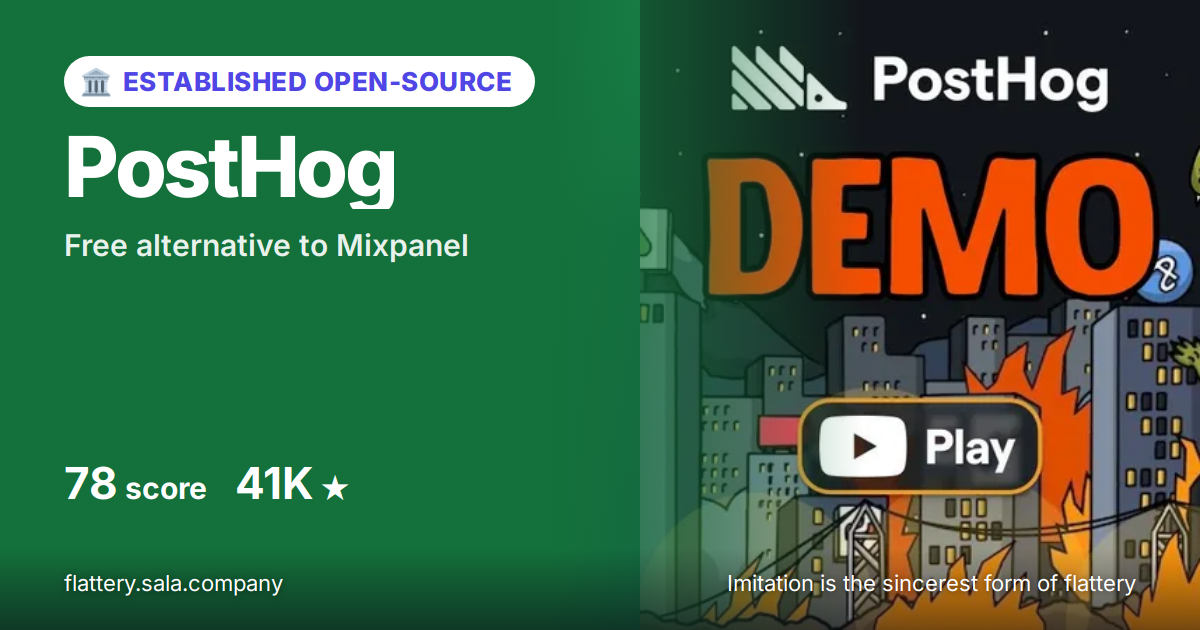 🏛️ ESTABLISHED OPEN-SOURCE
PostHog
Free alternative to Mixpanel
78 score 41K ★
flattery.sala.company
PostHog
DEMO
Play
Imitation is the sincerest form of flattery